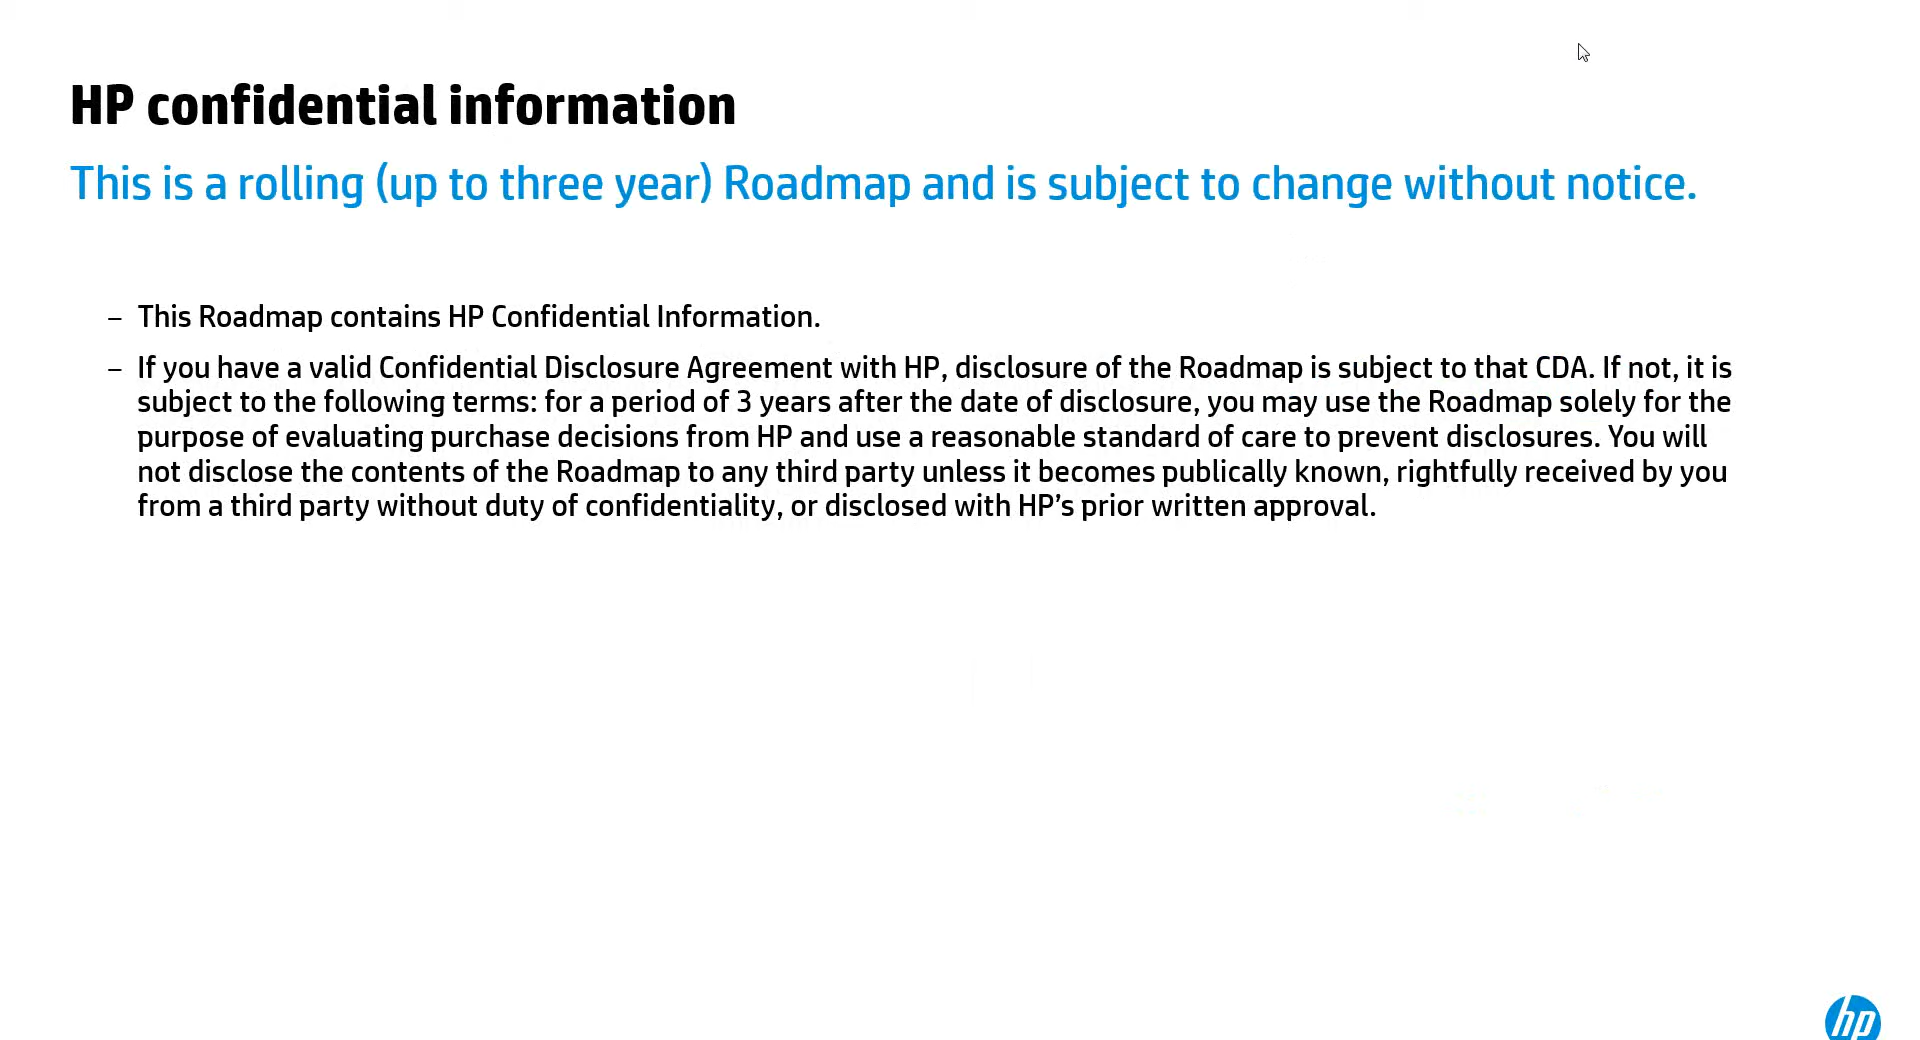 HP confidential information
This is a rolling (up to three year) Roadmap and is subject to change without notice.
– This Roadmap contains HP Confidential Information.
– If you have a valid Confidential Disclosure Agreement with HP, disclosure of the Roadmap is subject to that CDA. If not, it is
subject to the following terms: for a period of 3 years after the date of disclosure, you may use the Roadmap solely for the
purpose of evaluating purchase decisions from HP and use a reasonable standard of care to prevent disclosures. You will
not disclose the contents of the Roadmap to any third party unless it becomes publically known, rightfully received by you
from a third party without duty of confidentiality, or disclosed with HP’s prior written approval.
hp